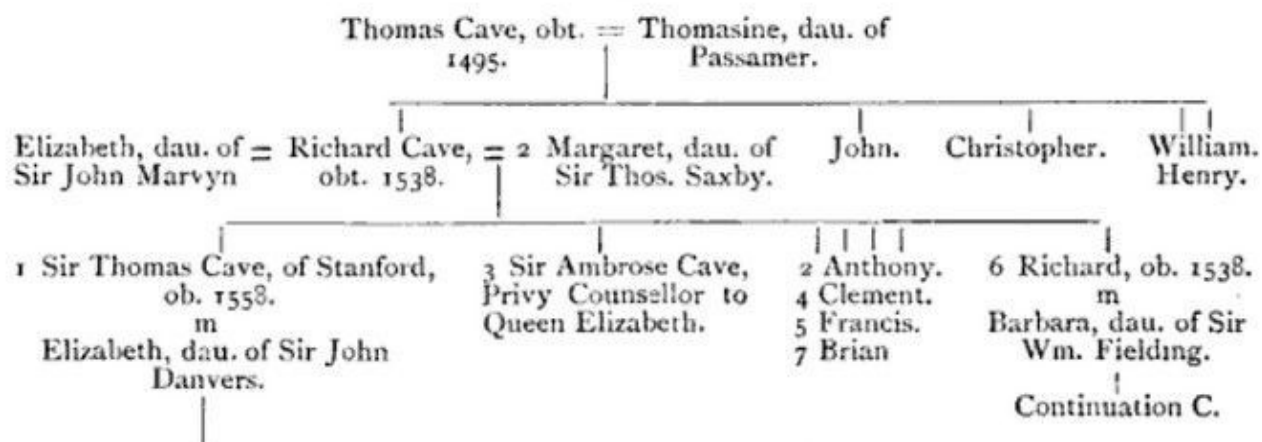 Thomas Cave, obt. = Thomasine, dau. of
1495. Passamer.
Elizabeth, dau. of = Richard Cave, = 2 Margaret, dau. of John. Christopher. William.
Sir John Marvyn obt. 1538. Sir Thos. Saxby. Henry.
1 Sir Thomas Cave, of Stanford, 3 Sir Ambrose Cave, 2 Anthony. 6 Richard, ob. 1538.
ob. 1558. Privy Counsellor to 4 Clement. m
m Queen Elizabeth. 5 Francis. Barbara, dau. of Sir
Elizabeth, dau. of Sir John 7 Brian Wm. Fielding.
Danvers.
Continuation C.